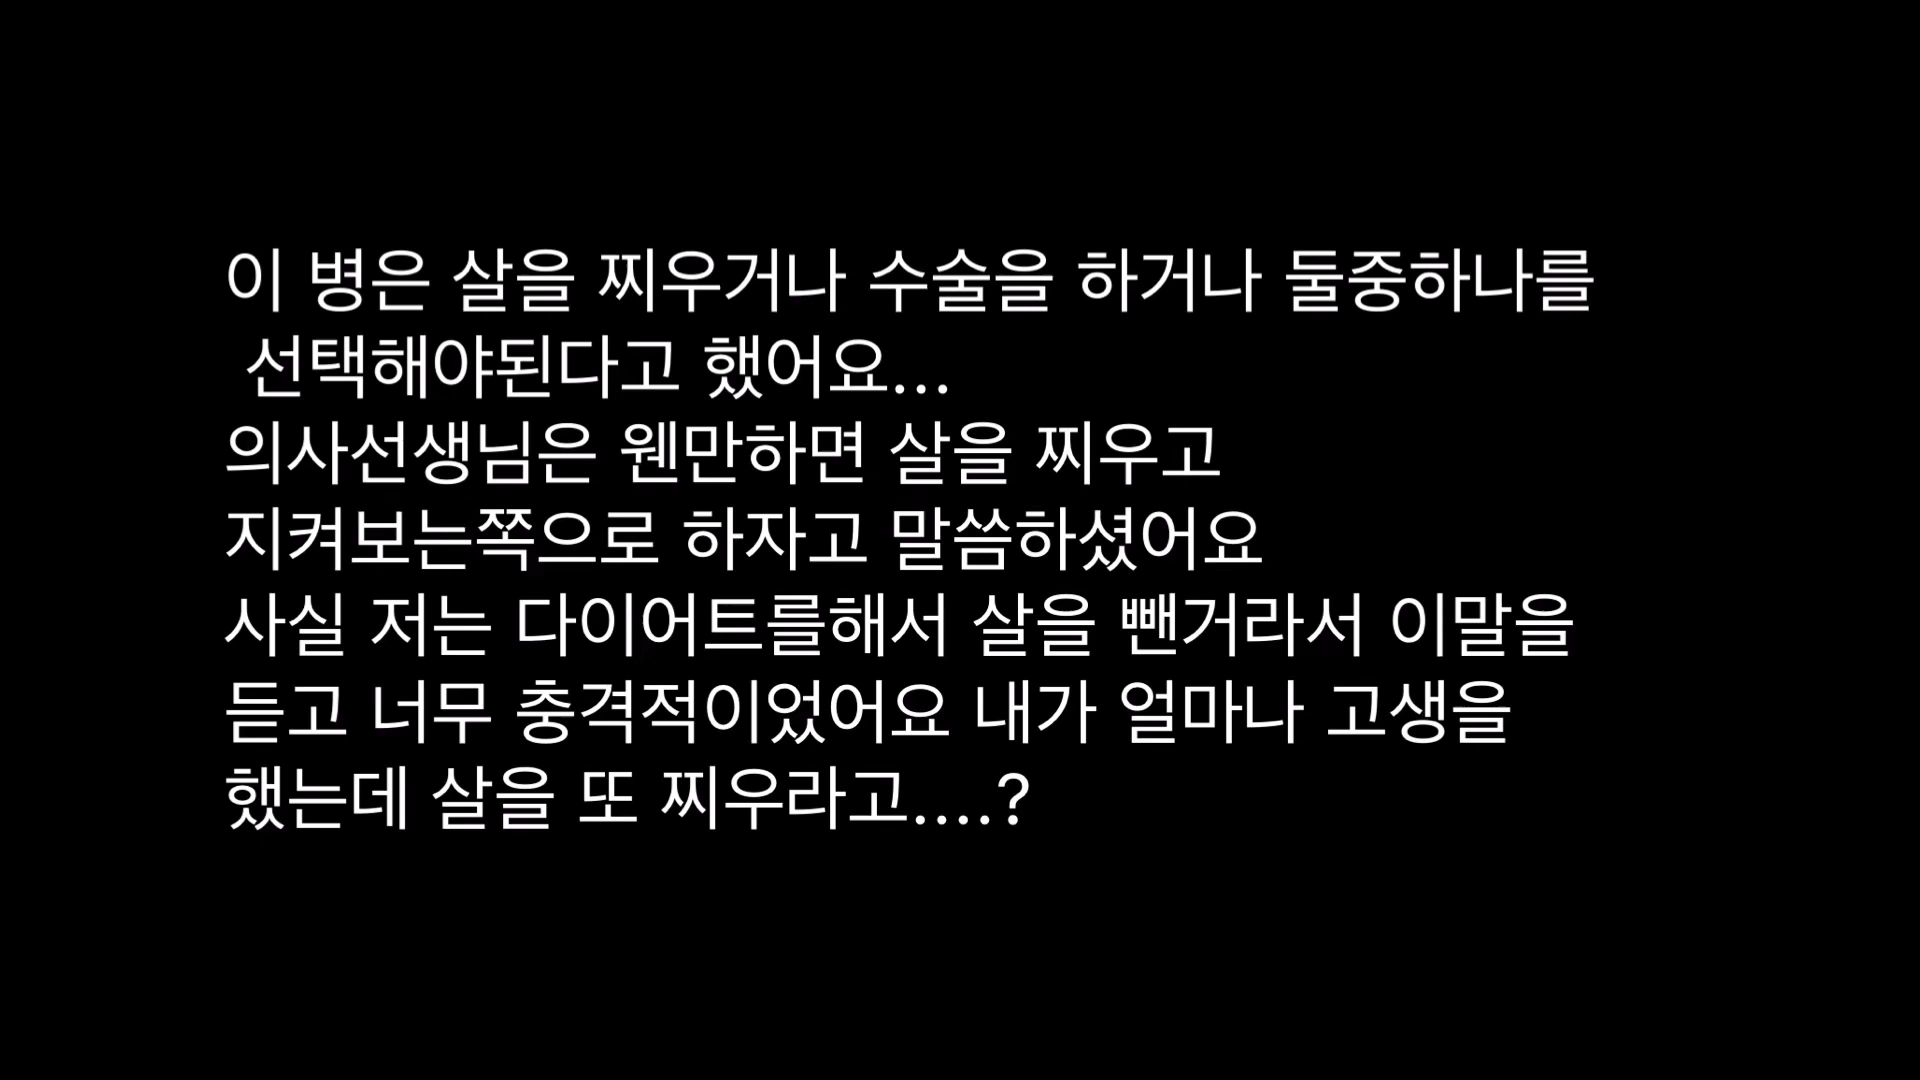 이 병은 살을 찌우거나 수술을 하거나 둘중하나를
선택해야된다고 했어요...
의사선생님은 웬만하면 살을 찌우고
지켜보는쪽으로 하자고 말씀하셨어요
사실 저는 다이어트를해서 살을 뺀거라서 이말을
듣고 너무 충격적이었어요 내가 얼마나 고생을
했는데 살을 또 찌우라고....?